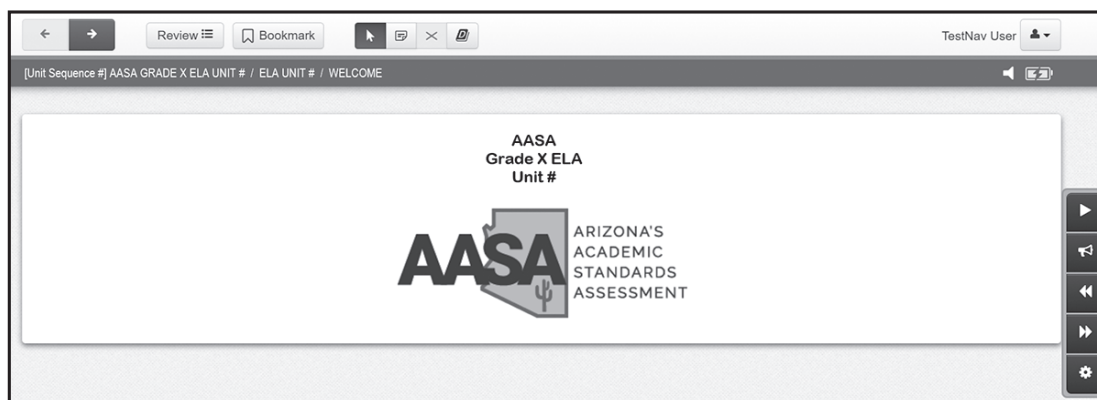 Review Bookmark TestNav User
[Unit Sequence #] AASA GRADE X ELA UNIT # / ELA UNIT # / WELCOME
AASA
Grade X ELA
Unit #
AASA
ARIZONA'S
ACADEMIC
STANDARDS
ASSESSMENT